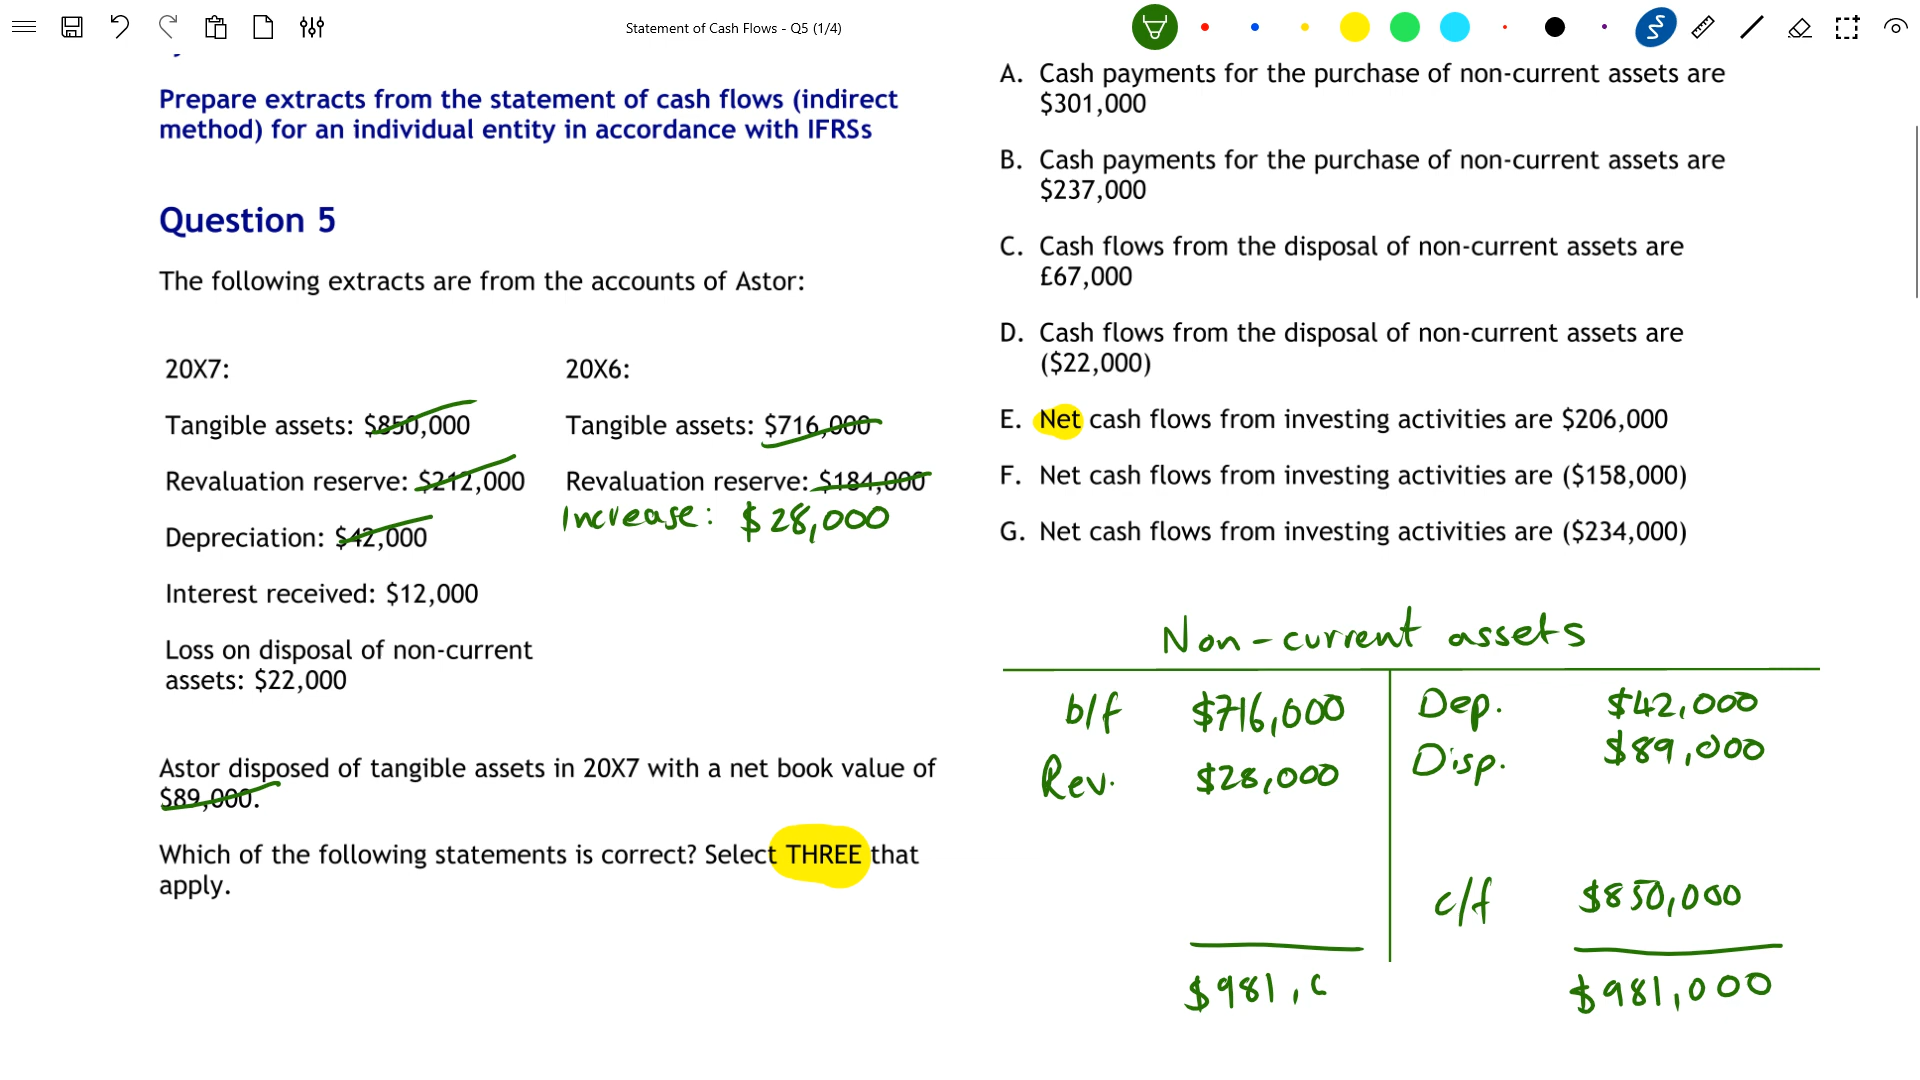 Statement of Cash Flows - Q5 (1/4)
Prepare extracts from the statement of cash flows (indirect
method) for an individual entity in accordance with IFRSs
Question 5
The following extracts are from the accounts of Astor:
20X7:
20X6:
Tangible assets: $850,000
Tangible assets: $716,000
Revaluation reserve: $212,000
Revaluation reserve: $184,000
Increase: $28,000
Depreciation: $42,000
Interest received: $12,000
Loss on disposal of non-current
assets: $22,000
Astor disposed of tangible assets in 20X7 with a net book value of
$89,000.
Which of the following statements is correct? Select THREE that
apply.
A. Cash payments for the purchase of non-current assets are
$301,000
B. Cash payments for the purchase of non-current assets are
$237,000
C. Cash flows from the disposal of non-current assets are
£67,000
D. Cash flows from the disposal of non-current assets are
($22,000)
E. Net cash flows from investing activities are $206,000
F. Net cash flows from investing activities are ($158,000)
G. Net cash flows from investing activities are ($234,000)
Non-current assets
b/f $716,000 Dep. $42,000
Rev. $28,000 Disp. $89,000
c/f $850,000
$981,0 $981,000